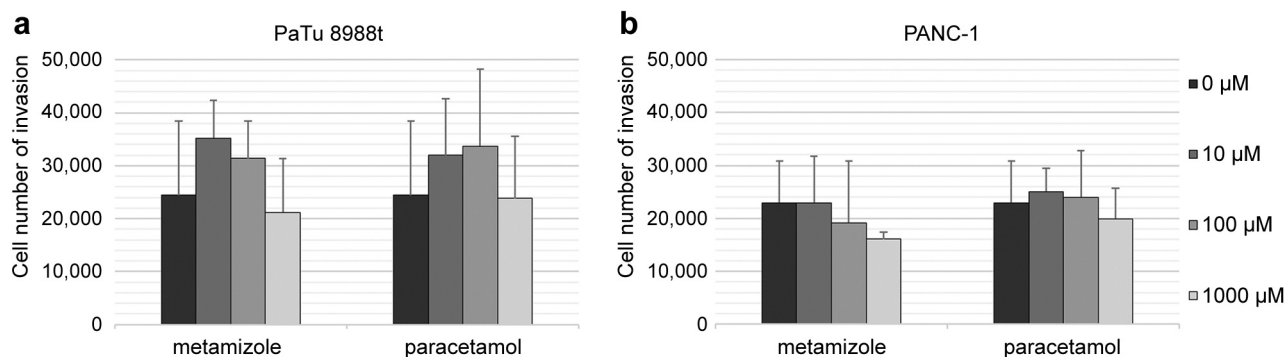 a
PaTu 8988t
Cell number of invasion
50,000
40,000
30,000
20,000
10,000
0
metamizole
paracetamol
b
PANC-1
Cell number of invasion
50,000
40,000
30,000
20,000
10,000
0
metamizole
paracetamol
0 µM
10 µM
100 µM
1000 µM